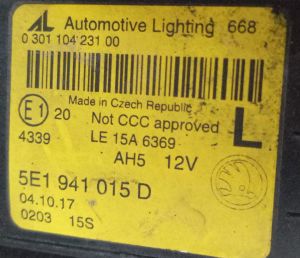 AL Automotive Lighting 668
0 301 104 231 00
Made in Czech Republic
E1 20 Not CCC approved L
4339 LE 15A 6369
AH5 12V
5E1 941 015 D
04.10.17
0203 15S